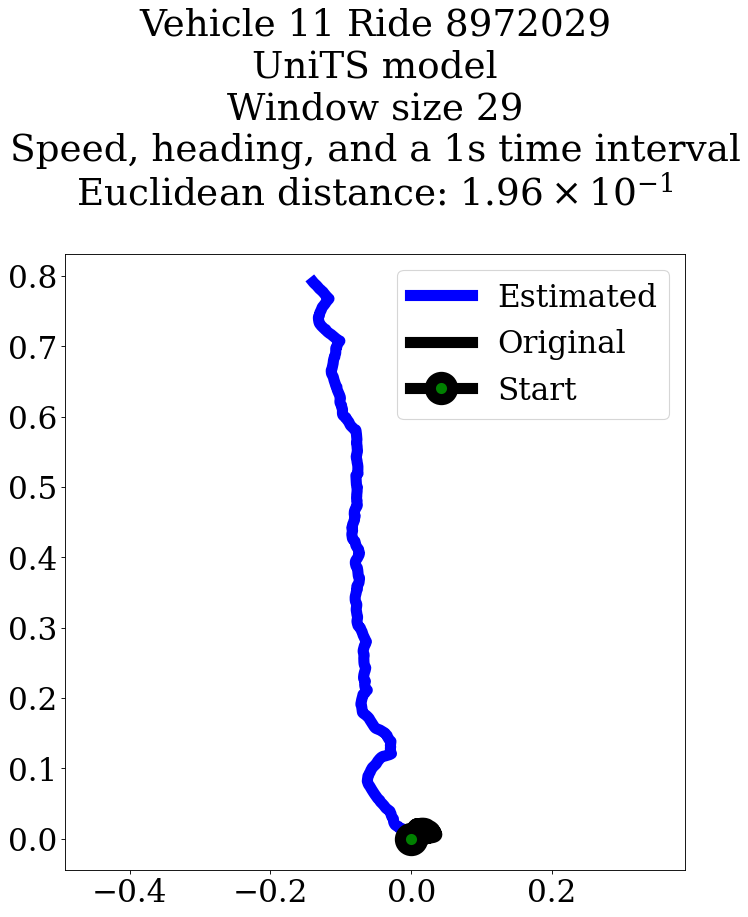 Vehicle 11 Ride 8972029
UniTS model
Window size 29
Speed, heading, and a 1s time interval
Euclidean distance: 1.96 × 10⁻¹
Estimated
Original
Start
0.8
0.7
0.6
0.5
0.4
0.3
0.2
0.1
0.0
−0.4 −0.2 0.0 0.2